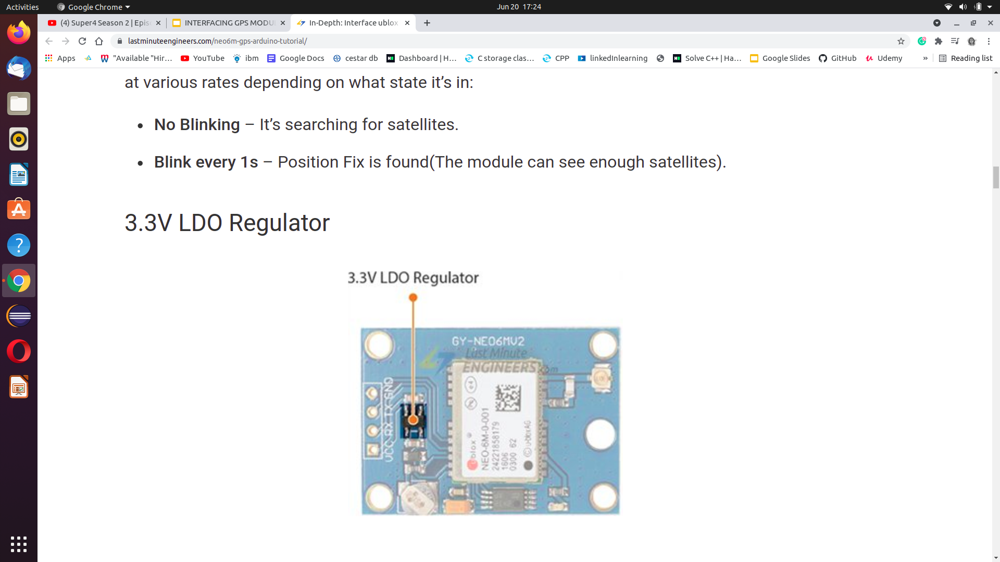 Activities
Google Chrome
Jun 20 17:24
(4) Super4 Season 2 | Epis
INTERFACING GPS MODU
In-Depth: Interface ublox
lastminuteengineers.com/neo6m-gps-arduino-tutorial/
Apps
"Available "Hir...
YouTube
ibm
Google Docs
cestar db
Dashboard | H...
C storage clas...
CPP
linkedInlearning
Solve C++ | Ha...
Google Slides
GitHub
Udemy
»
Reading list
at various rates depending on what state it’s in:
• No Blinking – It’s searching for satellites.
• Blink every 1s – Position Fix is found(The module can see enough satellites).
3.3V LDO Regulator
3.3V LDO Regulator
GY-NEO6MV2
Last Minute
ENGINEERS.com
VCC RX TX GND
blox
NEO-6M-0-001
24221858179
1606
0300 62
© u-blox AG